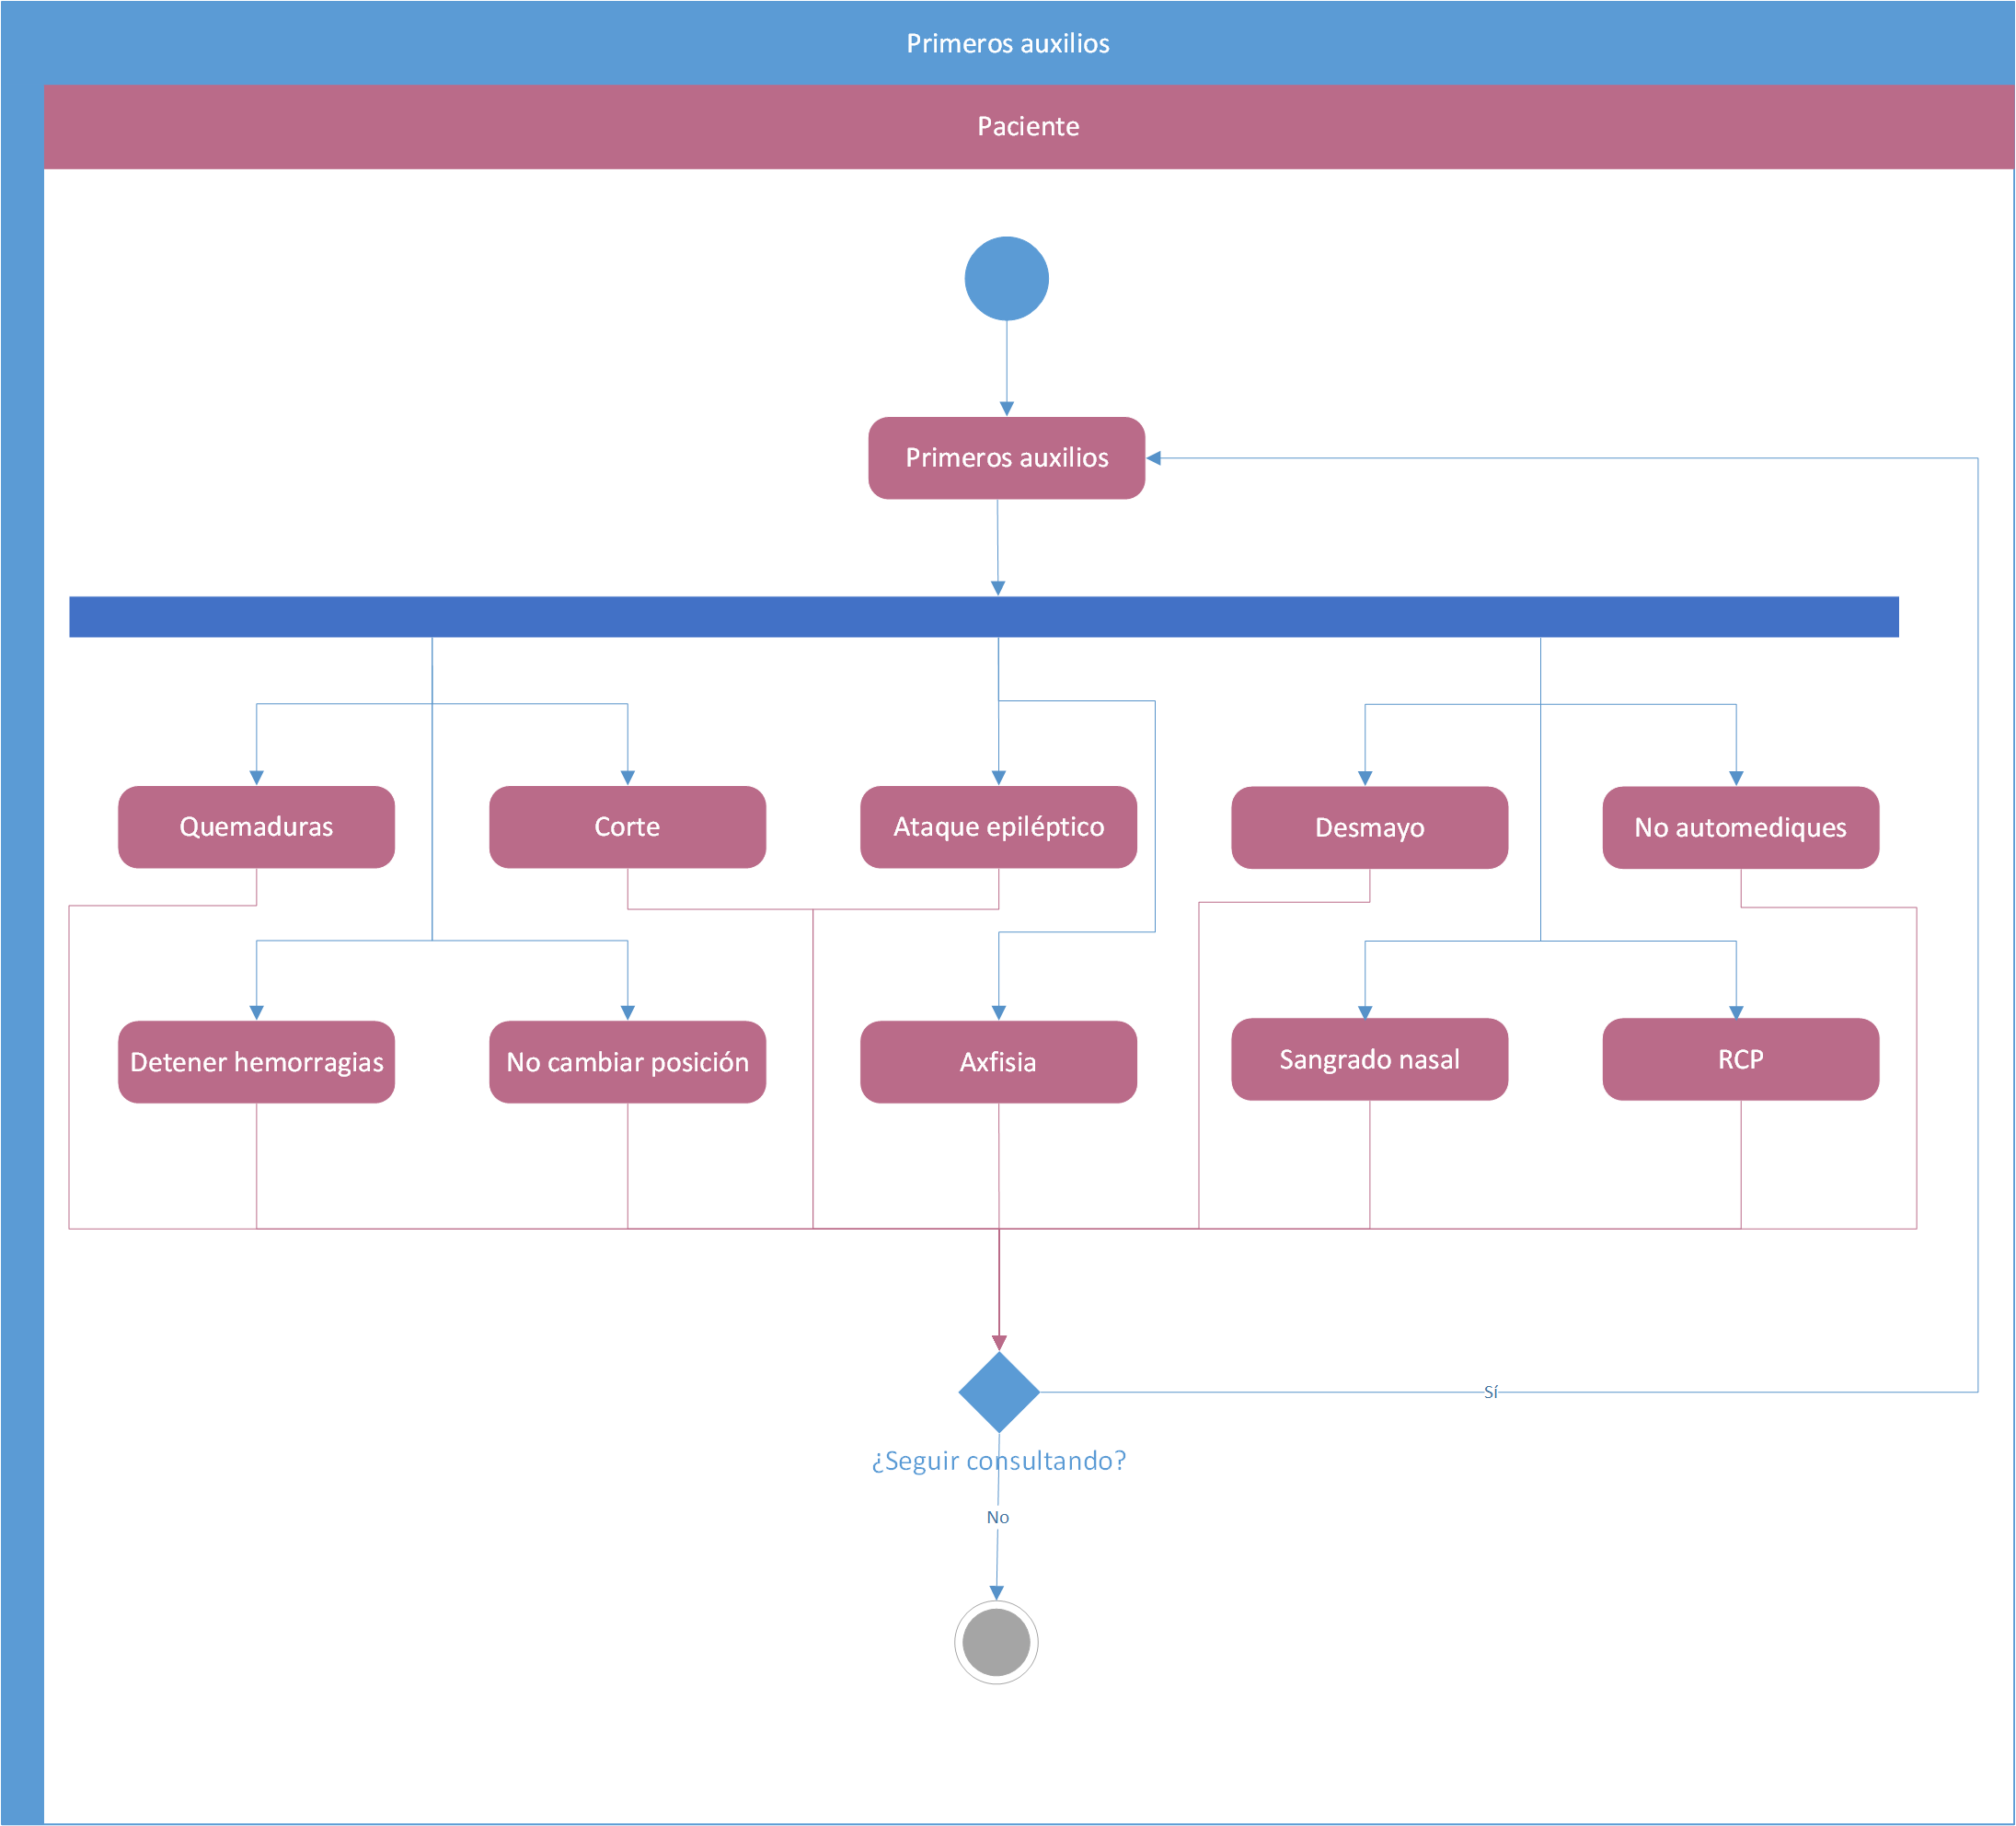 Primeros auxilios
Paciente
Primeros auxilios
Quemaduras
Corte
Ataque epiléptico
Desmayo
No automediques
Detener hemorragias
No cambiar posición
Axfisia
Sangrado nasal
RCP
Sí
¿Seguir consultando?
No